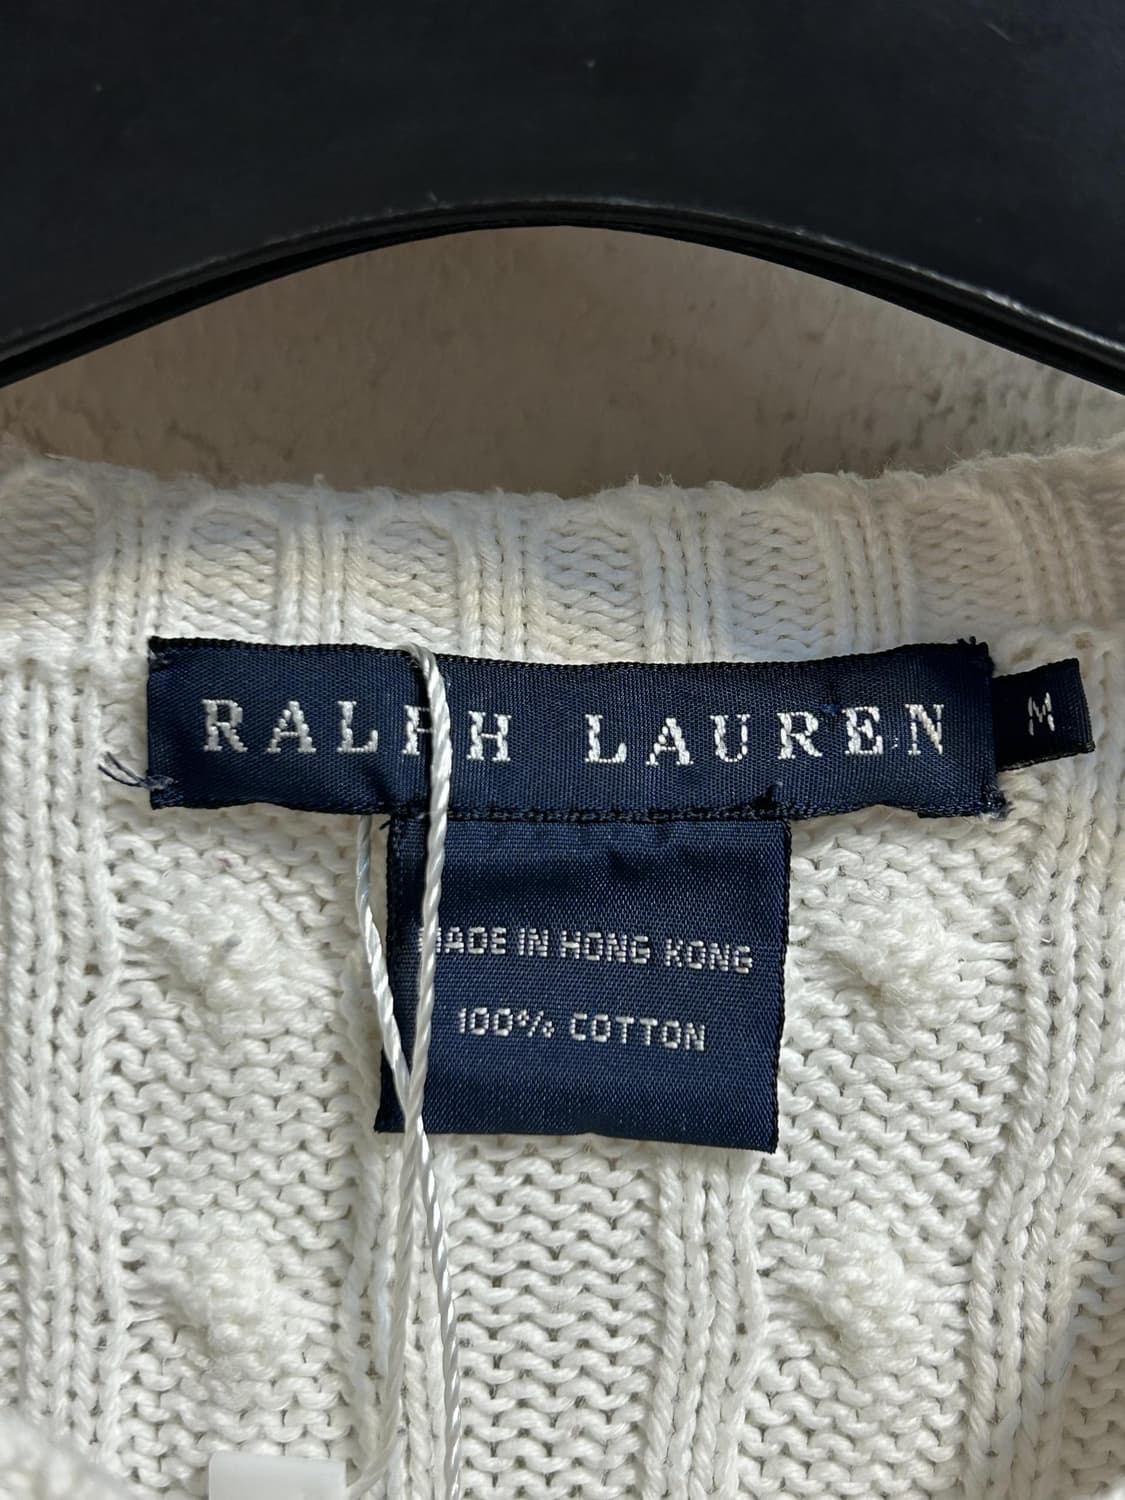 RALPH LAUREN
M
MADE IN HONG KONG
100% COTTON